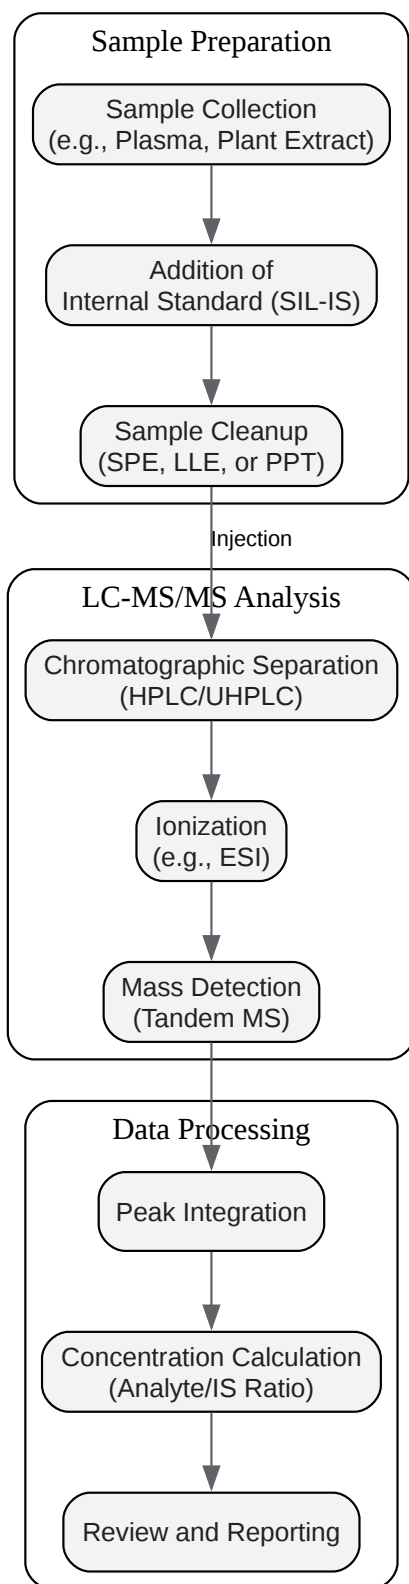 Sample Preparation
Sample Collection
(e.g., Plasma, Plant Extract)
Addition of
Internal Standard (SIL-IS)
Sample Cleanup
(SPE, LLE, or PPT)
Injection
LC-MS/MS Analysis
Chromatographic Separation
(HPLC/UHPLC)
Ionization
(e.g., ESI)
Mass Detection
(Tandem MS)
Data Processing
Peak Integration
Concentration Calculation
(Analyte/IS Ratio)
Review and Reporting